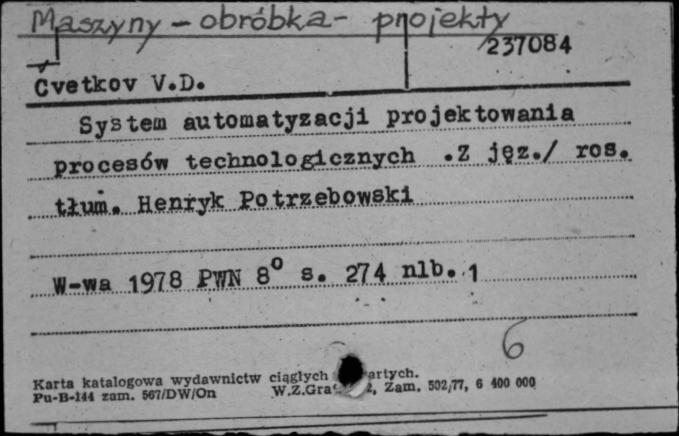 Maszyny - obróbka - projekty
237084
Čvetkov V.D.
System automatyzacji projektowania
procesów technologicznych .Z jęz./ ros.
tłum. Henryk Potrzebowski
W-wa 1978 PWN 8° s. 274 nlb. 1
6
Karta katalogowa wydawnictw ciągłych
Pu-B-144 zam. 567/DW/On W.Z.Graf. Zam. 502/77, 6 400 000